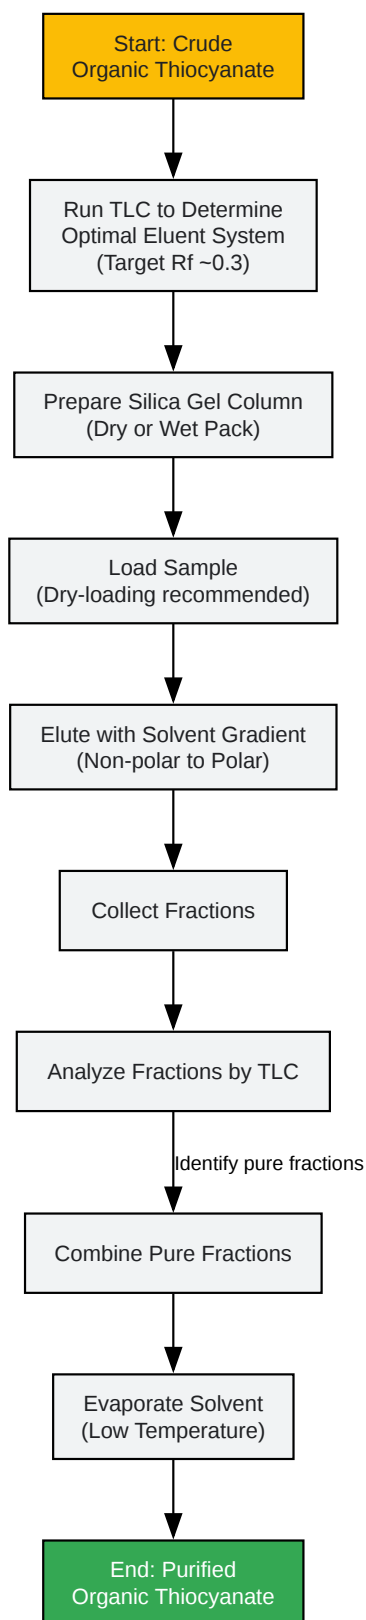 Start: Crude
Organic Thiocyanate
Run TLC to Determine
Optimal Eluent System
(Target Rf ~0.3)
Prepare Silica Gel Column
(Dry or Wet Pack)
Load Sample
(Dry-loading recommended)
Elute with Solvent Gradient
(Non-polar to Polar)
Collect Fractions
Analyze Fractions by TLC
Identify pure fractions
Combine Pure Fractions
Evaporate Solvent
(Low Temperature)
End: Purified
Organic Thiocyanate